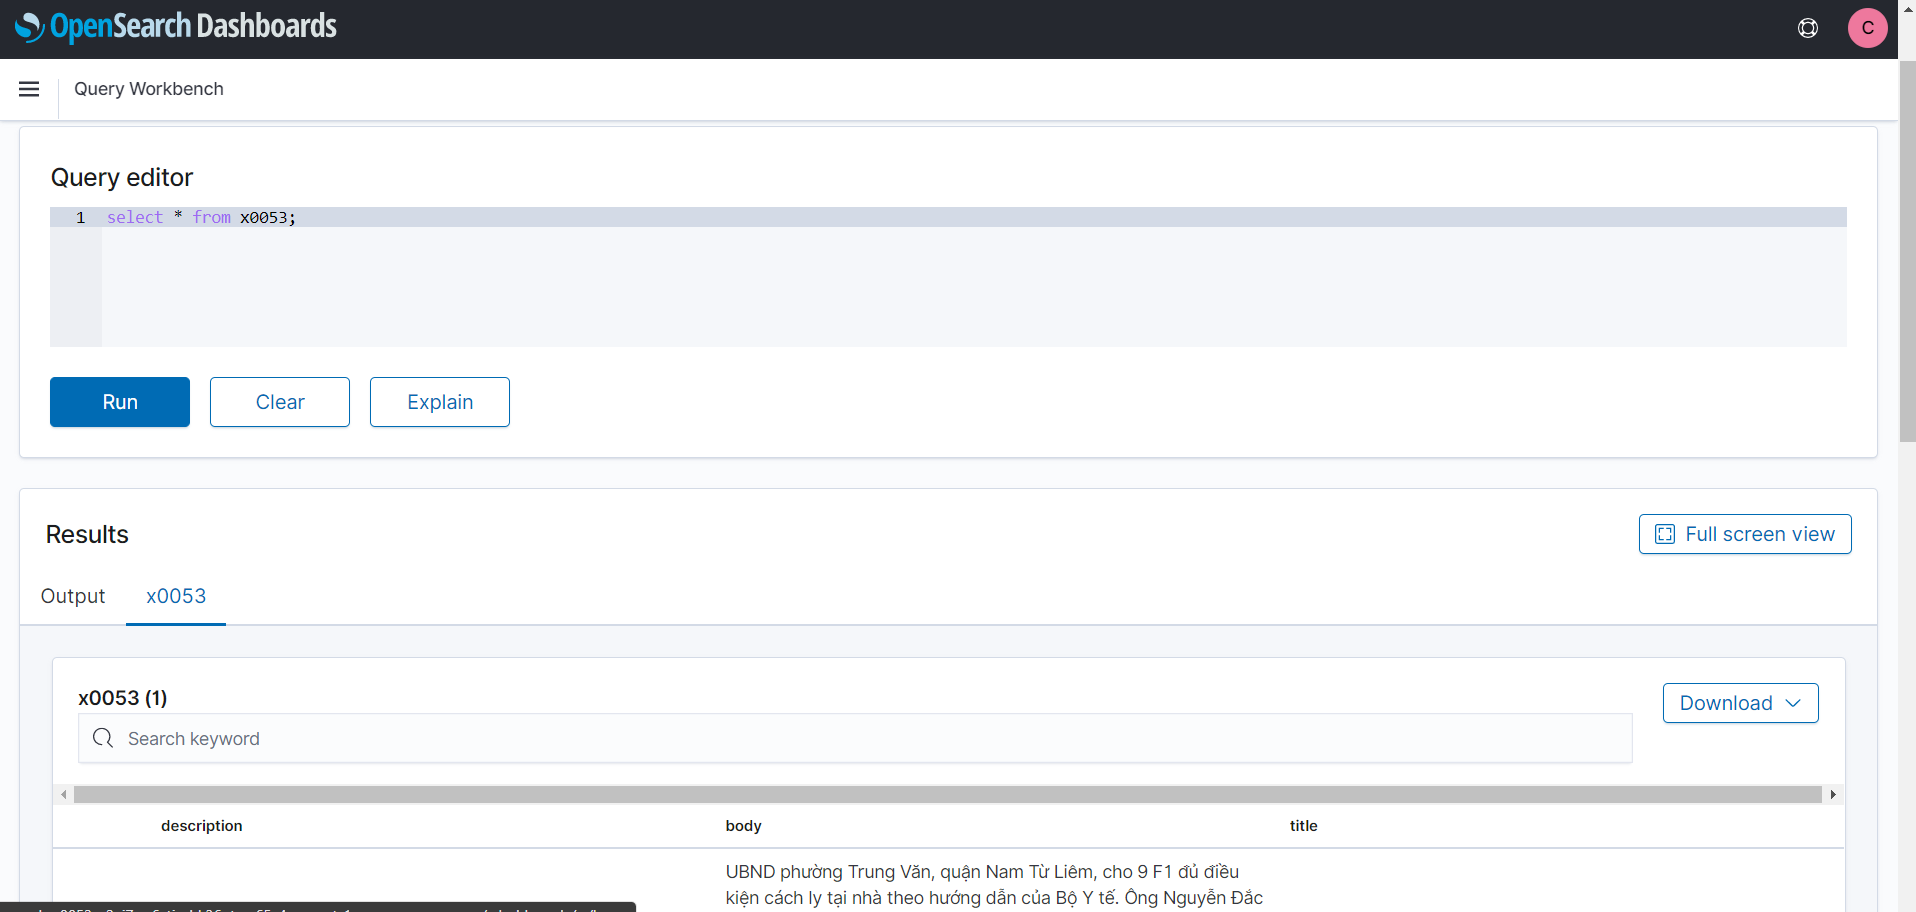 OpenSearch Dashboards
C
Query Workbench
Query editor
1 select * from x0053;
Run Clear Explain
Results
Full screen view
Output x0053
x0053 (1)
Download
Search keyword
description body title
UBND phường Trung Văn, quận Nam Từ Liêm, cho 9 F1 đủ điều
kiện cách ly tại nhà theo hướng dẫn của Bộ Y tế. Ông Nguyễn Đắc